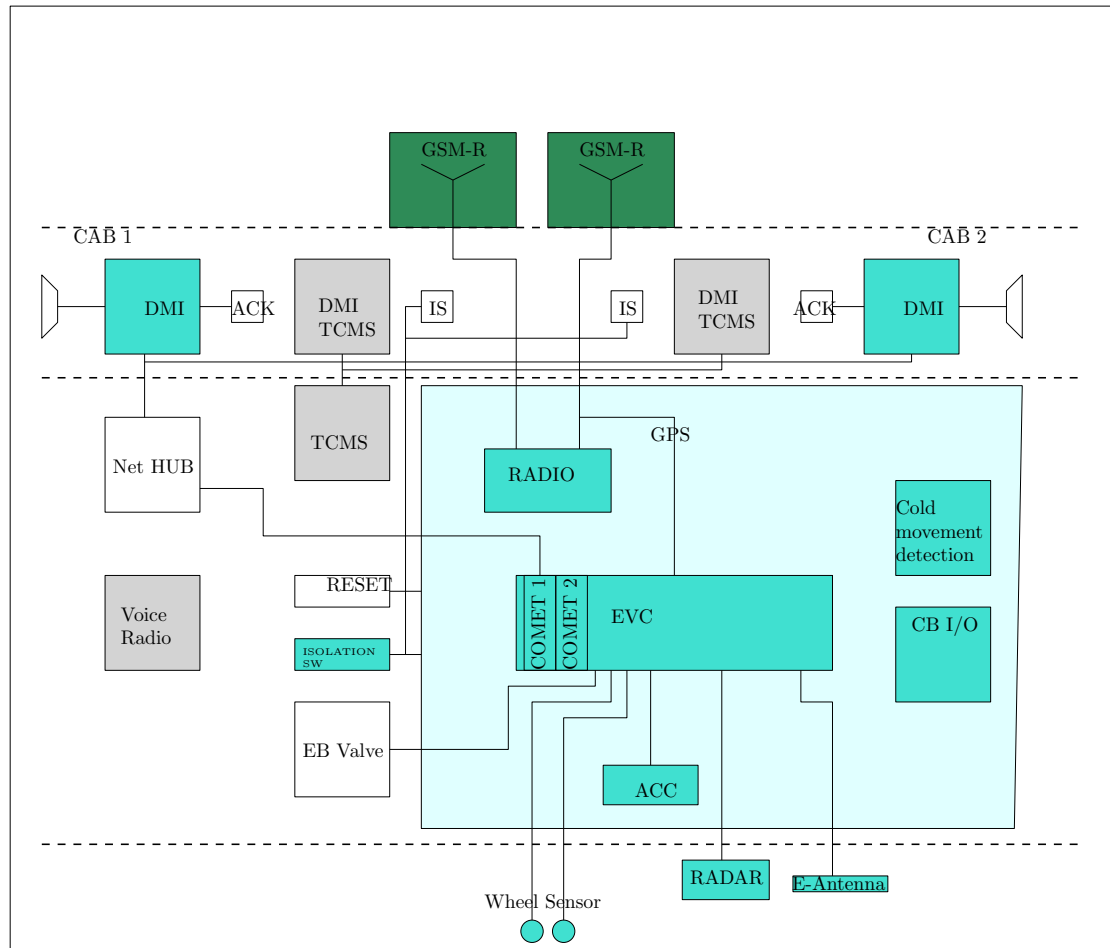 GSM-R
GSM-R
CAB 1
CAB 2
DMI
ACK
DMI
TCMS
IS
IS
DMI
TCMS
ACK
DMI
Net HUB
TCMS
GPS
RADIO
Cold
movement
detection
RESET
COMET 1
COMET 2
EVC
Voice
Radio
CB I/O
ISOLATION
SW
EB Valve
ACC
RADAR
E-Antenna
Wheel Sensor